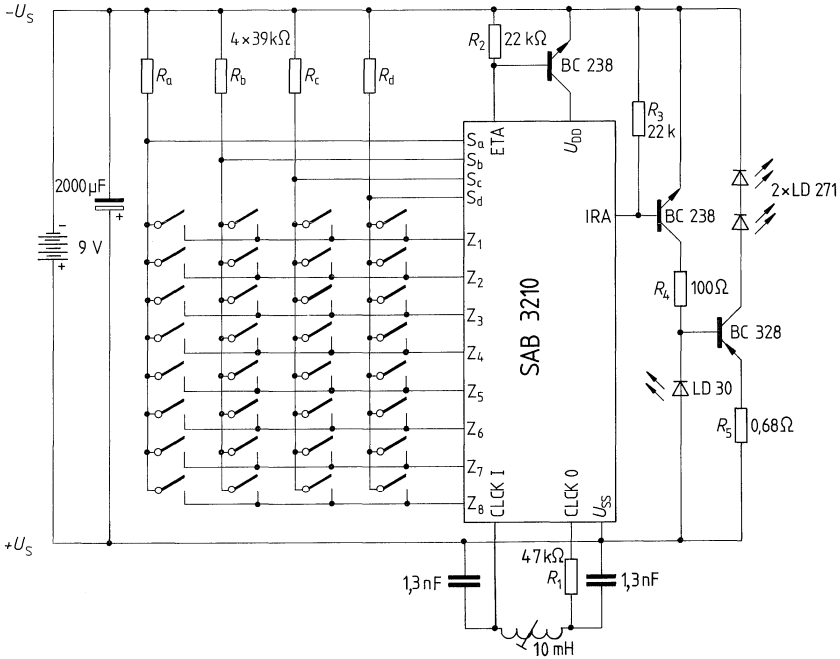 −U_S
4×39kΩ
R_a
R_b
R_c
R_d
R_2
22 kΩ
BC 238
R_3
22 k
ETA
U_DD
S_a
S_b
S_c
S_d
2000µF
+
−
9 V
+
Z_1
Z_2
Z_3
Z_4
Z_5
Z_6
Z_7
Z_8
SAB 3210
IRA
BC 238
2×LD 271
R_4
100Ω
BC 328
LD 30
R_5
0,68Ω
CLCK I
CLCK O
U_SS
+U_S
1,3nF
47kΩ
R_1
1,3nF
10 mH